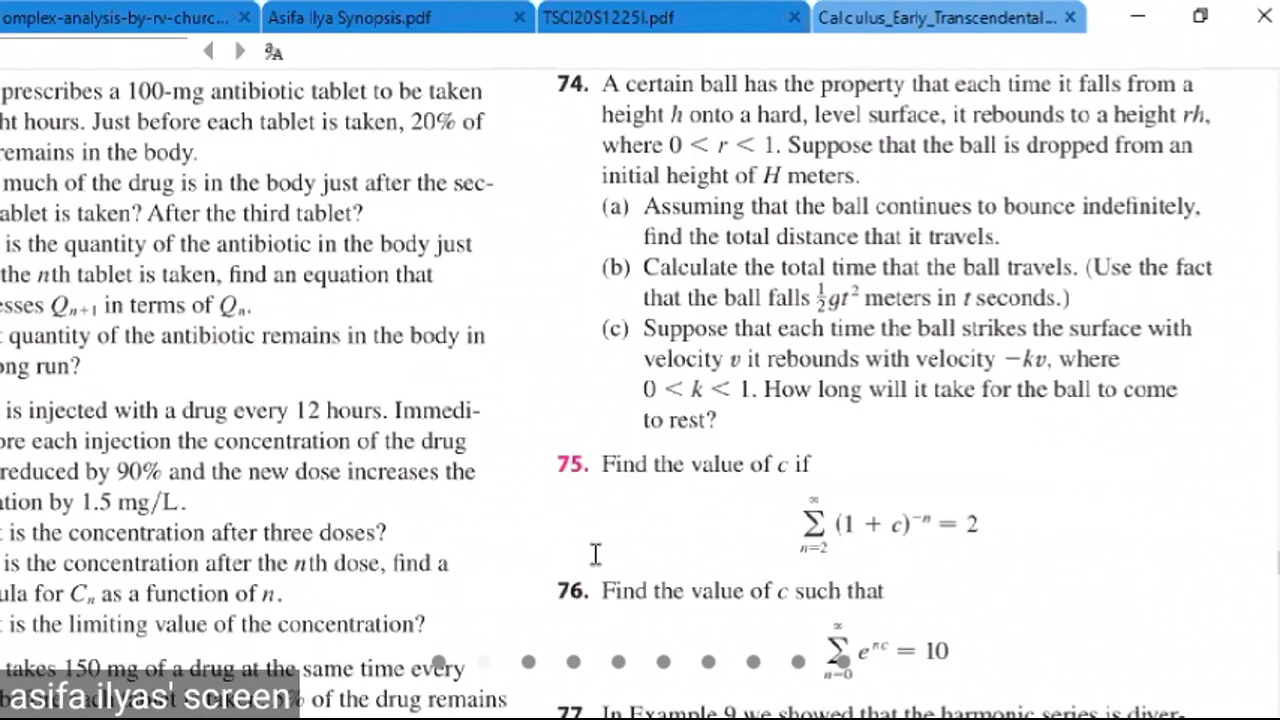 omplex-analysis-by-rv-churc... × Asifa Ilya Synopsis.pdf × TSCI20S1225I.pdf × Calculus_Early_Transcendental... ×
prescribes a 100-mg antibiotic tablet to be taken
ht hours. Just before each tablet is taken, 20% of
remains in the body.
much of the drug is in the body just after the sec-
ablet is taken? After the third tablet?
is the quantity of the antibiotic in the body just
the nth tablet is taken, find an equation that
esses Qₙ₊₁ in terms of Qₙ.
quantity of the antibiotic remains in the body in
ong run?
is injected with a drug every 12 hours. Immedi-
ore each injection the concentration of the drug
reduced by 90% and the new dose increases the
ation by 1.5 mg/L.
is the concentration after three doses?
is the concentration after the nth dose, find a
ula for Cₙ as a function of n.
is the limiting value of the concentration?
takes 150 mg of a drug at the same time every
% of the drug remains
asifa ilyas' screen
74. A certain ball has the property that each time it falls from a
height h onto a hard, level surface, it rebounds to a height rh,
where 0 < r < 1. Suppose that the ball is dropped from an
initial height of H meters.
(a) Assuming that the ball continues to bounce indefinitely,
find the total distance that it travels.
(b) Calculate the total time that the ball travels. (Use the fact
that the ball falls ½gt² meters in t seconds.)
(c) Suppose that each time the ball strikes the surface with
velocity v it rebounds with velocity −kv, where
0 < k < 1. How long will it take for the ball to come
to rest?
75. Find the value of c if
∞
∑ (1 + c)⁻ⁿ = 2
n=2
76. Find the value of c such that
∞
∑ eⁿᶜ = 10
n=0
77. In Example 9 we showed that the harmonic series is diver-